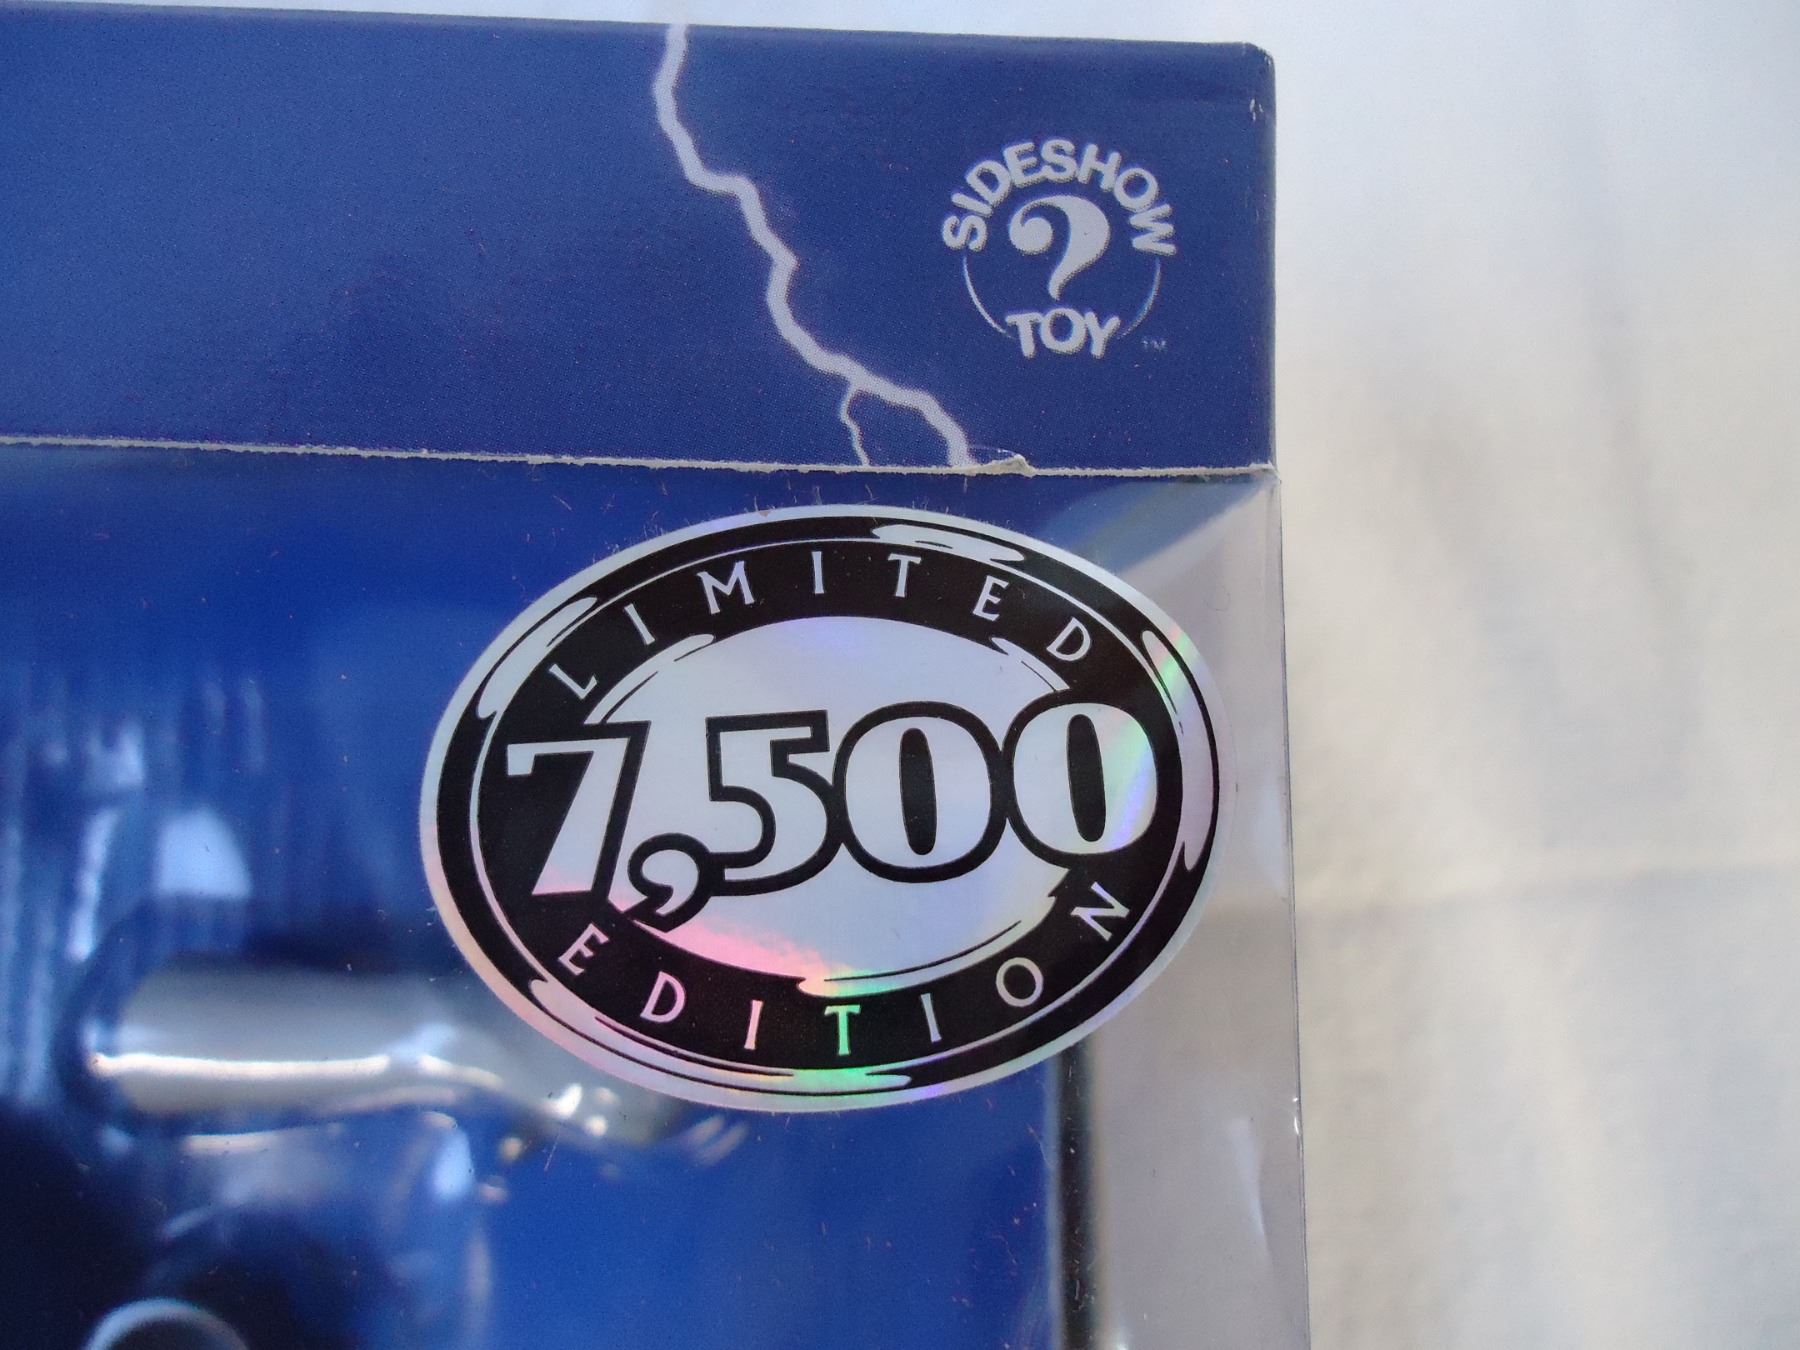 SIDESHOW
?
TOY
™
LIMITED
7,500
EDITION